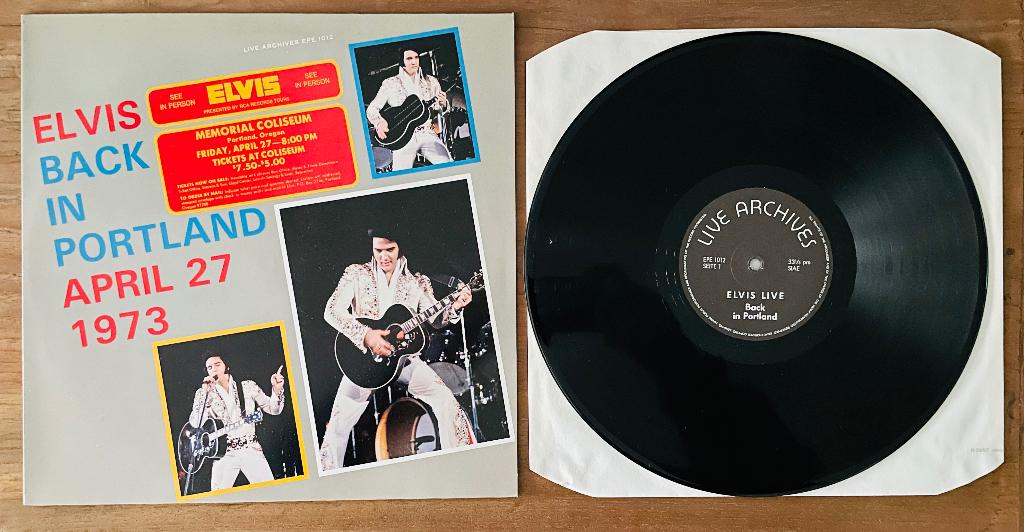 LIVE ARCHIVES EPE 1012
SEE
IN PERSON
ELVIS
SEE
IN PERSON
PRESENTED BY RCA RECORDS TOURS
MEMORIAL COLISEUM
Portland, Oregon
FRIDAY, APRIL 27—8:00 PM
TICKETS AT COLISEUM
$7.50-$5.00
TICKETS NOW ON SALE:
TO ORDER BY MAIL:
ELVIS
BACK
IN
PORTLAND
APRIL 27
1973
LIVE ARCHIVES
EPE 1012
SEITE 1
33⅓ pm
SIAE
ELVIS LIVE
Back
in Portland